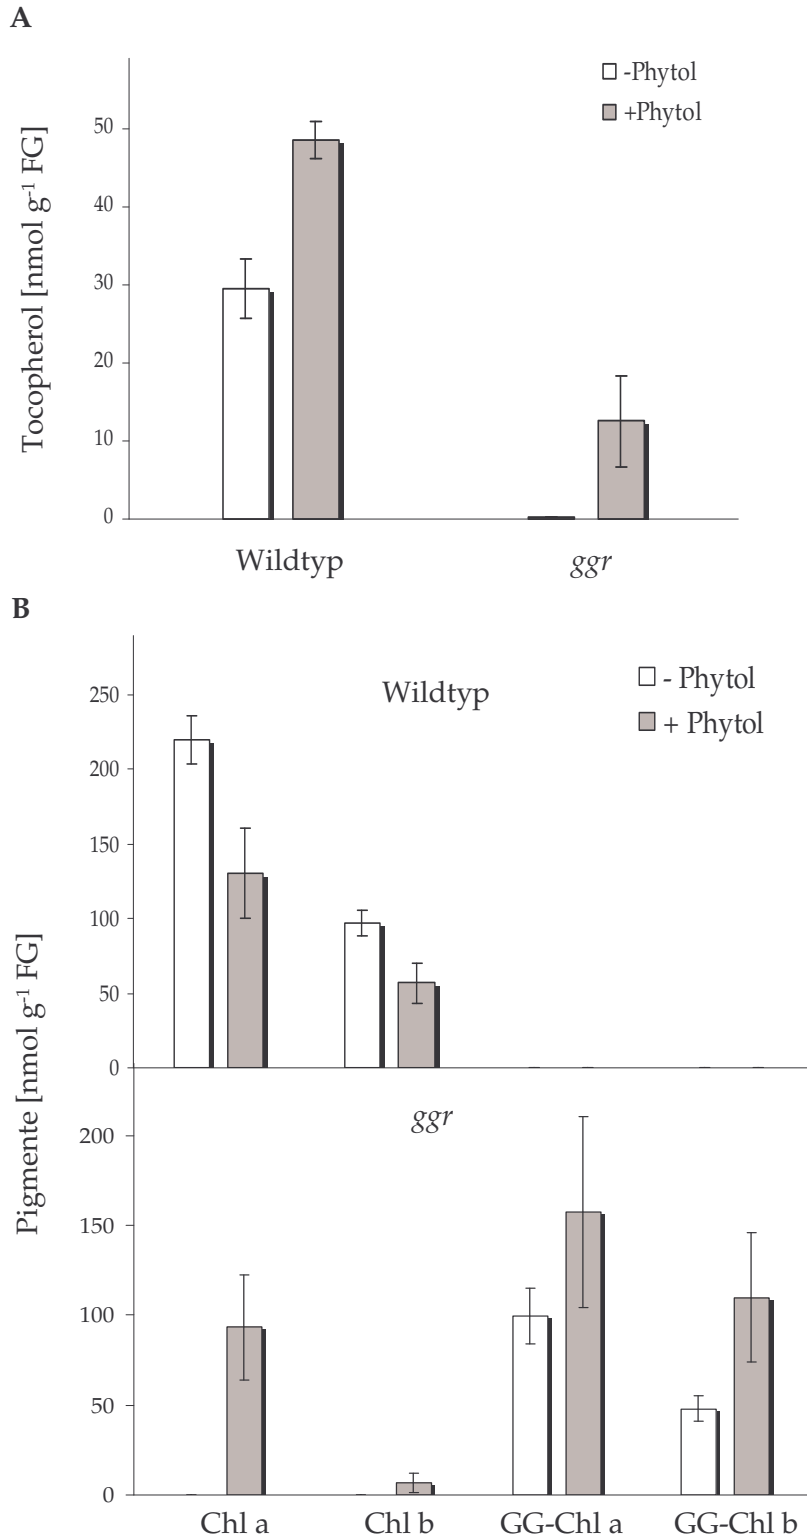 A
-Phytol
+Phytol
Tocopherol [nmol g-1 FG]
50
40
30
20
10
0
Wildtyp
ggr
B
Wildtyp
- Phytol
+ Phytol
Pigmente [nmol g-1 FG]
250
200
150
100
50
0
ggr
200
150
100
50
0
Chl a
Chl b
GG-Chl a
GG-Chl b